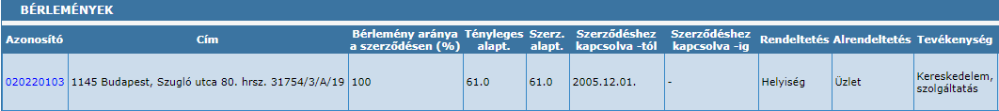 BÉRLEMÉNYEK
Azonosító Cím Bérlemény aránya a szerződésen (%) Tényleges alapt. Szerz. alapt. Szerződéshez kapcsolva -tól Szerződéshez kapcsolva -ig Rendeltetés Alrendeltetés Tevékenység
020220103 1145 Budapest, Szugló utca 80. hrsz. 31754/3/A/19 100 61.0 61.0 2005.12.01. - Helyiség Üzlet Kereskedelem, szolgáltatás